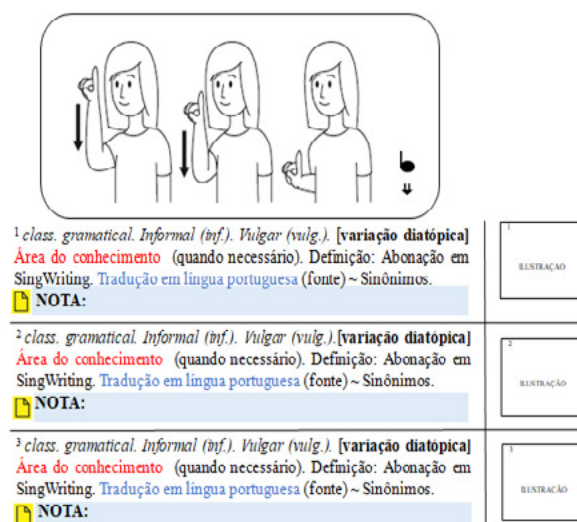 ¹ class. gramatical. Informal (inf.). Vulgar (vulg.). [variação diatópica]
Área do conhecimento (quando necessário). Definição: Abonação em
SingWriting. Tradução em língua portuguesa (fonte) ~ Sinônimos.
NOTA:
1
ILUSTRAÇÃO
² class. gramatical. Informal (inf.). Vulgar (vulg.). [variação diatópica]
Área do conhecimento (quando necessário). Definição: Abonação em
SingWriting. Tradução em língua portuguesa (fonte) ~ Sinônimos.
NOTA:
2
ILUSTRAÇÃO
³ class. gramatical. Informal (inf.). Vulgar (vulg.). [variação diatópica]
Área do conhecimento (quando necessário). Definição: Abonação em
SingWriting. Tradução em língua portuguesa (fonte) ~ Sinônimos.
NOTA:
3
ILUSTRAÇÃO